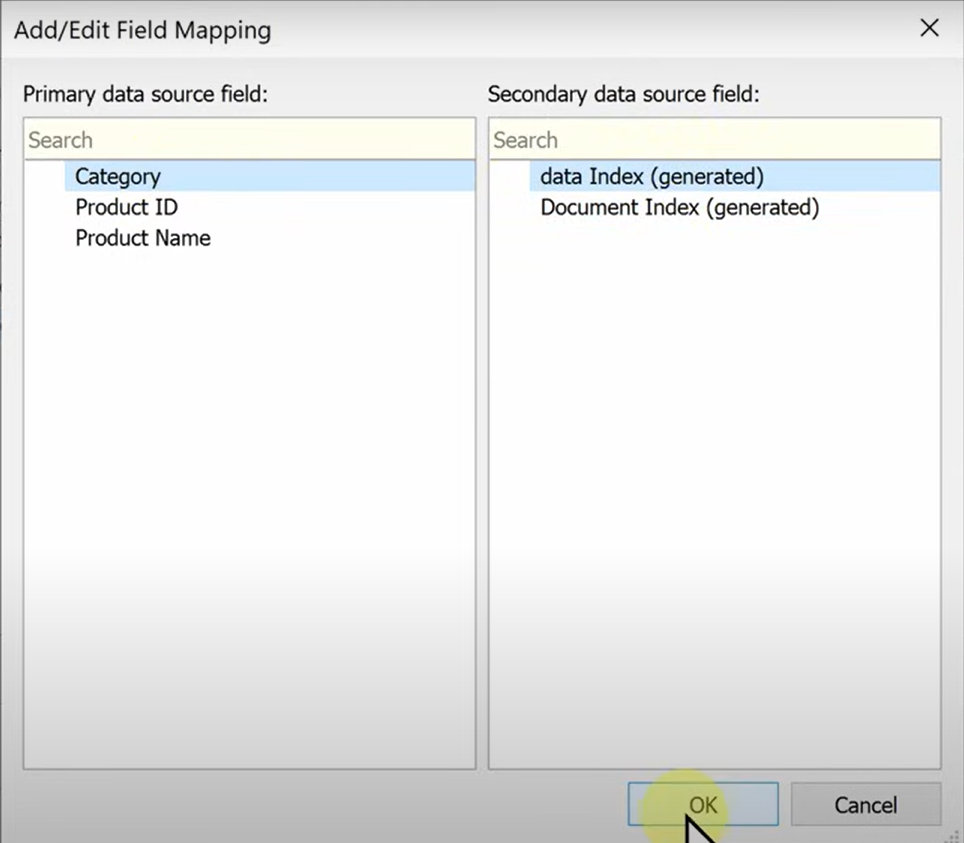 Add/Edit Field Mapping
Primary data source field:
Secondary data source field:
Search
Search
Category
data Index (generated)
Product ID
Document Index (generated)
Product Name
OK
Cancel